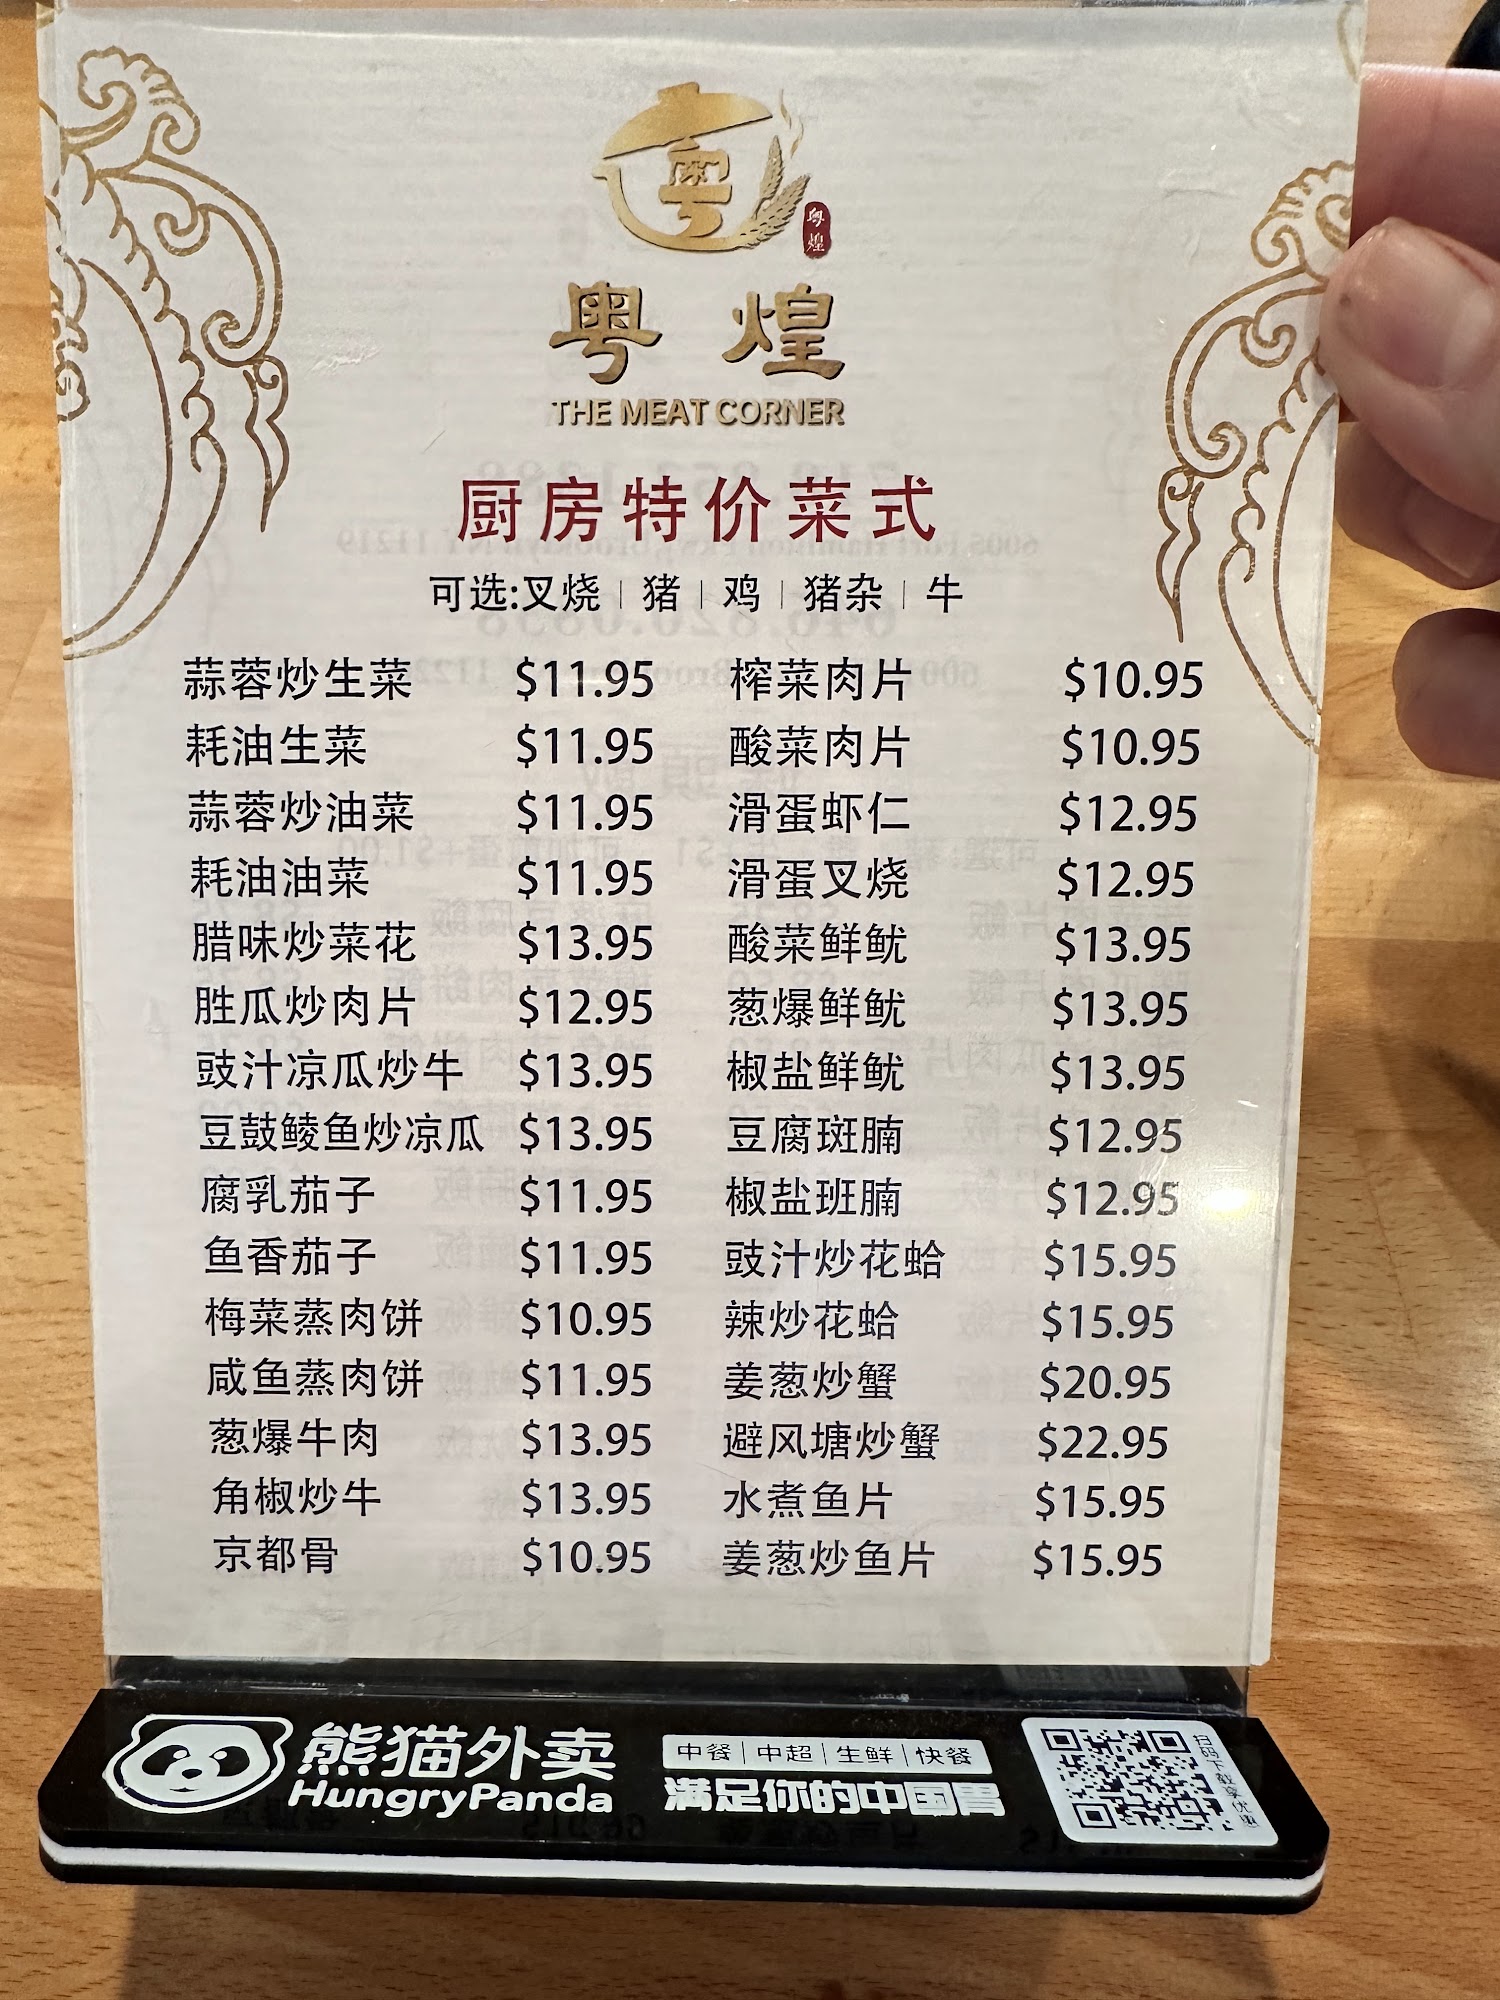 粤
粤煌
粤煌
THE MEAT CORNER
厨房特价菜式
可选:叉烧 | 猪 | 鸡 | 猪杂 | 牛
蒜蓉炒生菜 $11.95 榨菜肉片 $10.95
耗油生菜 $11.95 酸菜肉片 $10.95
蒜蓉炒油菜 $11.95 滑蛋虾仁 $12.95
耗油油菜 $11.95 滑蛋叉烧 $12.95
腊味炒菜花 $13.95 酸菜鲜鱿 $13.95
胜瓜炒肉片 $12.95 葱爆鲜鱿 $13.95
豉汁凉瓜炒牛 $13.95 椒盐鲜鱿 $13.95
豆鼓鲮鱼炒凉瓜 $13.95 豆腐斑腩 $12.95
腐乳茄子 $11.95 椒盐班腩 $12.95
鱼香茄子 $11.95 豉汁炒花蛤 $15.95
梅菜蒸肉饼 $10.95 辣炒花蛤 $15.95
咸鱼蒸肉饼 $11.95 姜葱炒蟹 $20.95
葱爆牛肉 $13.95 避风塘炒蟹 $22.95
角椒炒牛 $13.95 水煮鱼片 $15.95
京都骨 $10.95 姜葱炒鱼片 $15.95
熊猫外卖
HungryPanda
中餐 | 中超 | 生鲜 | 快餐
满足你的中国胃
扫码下载享优惠